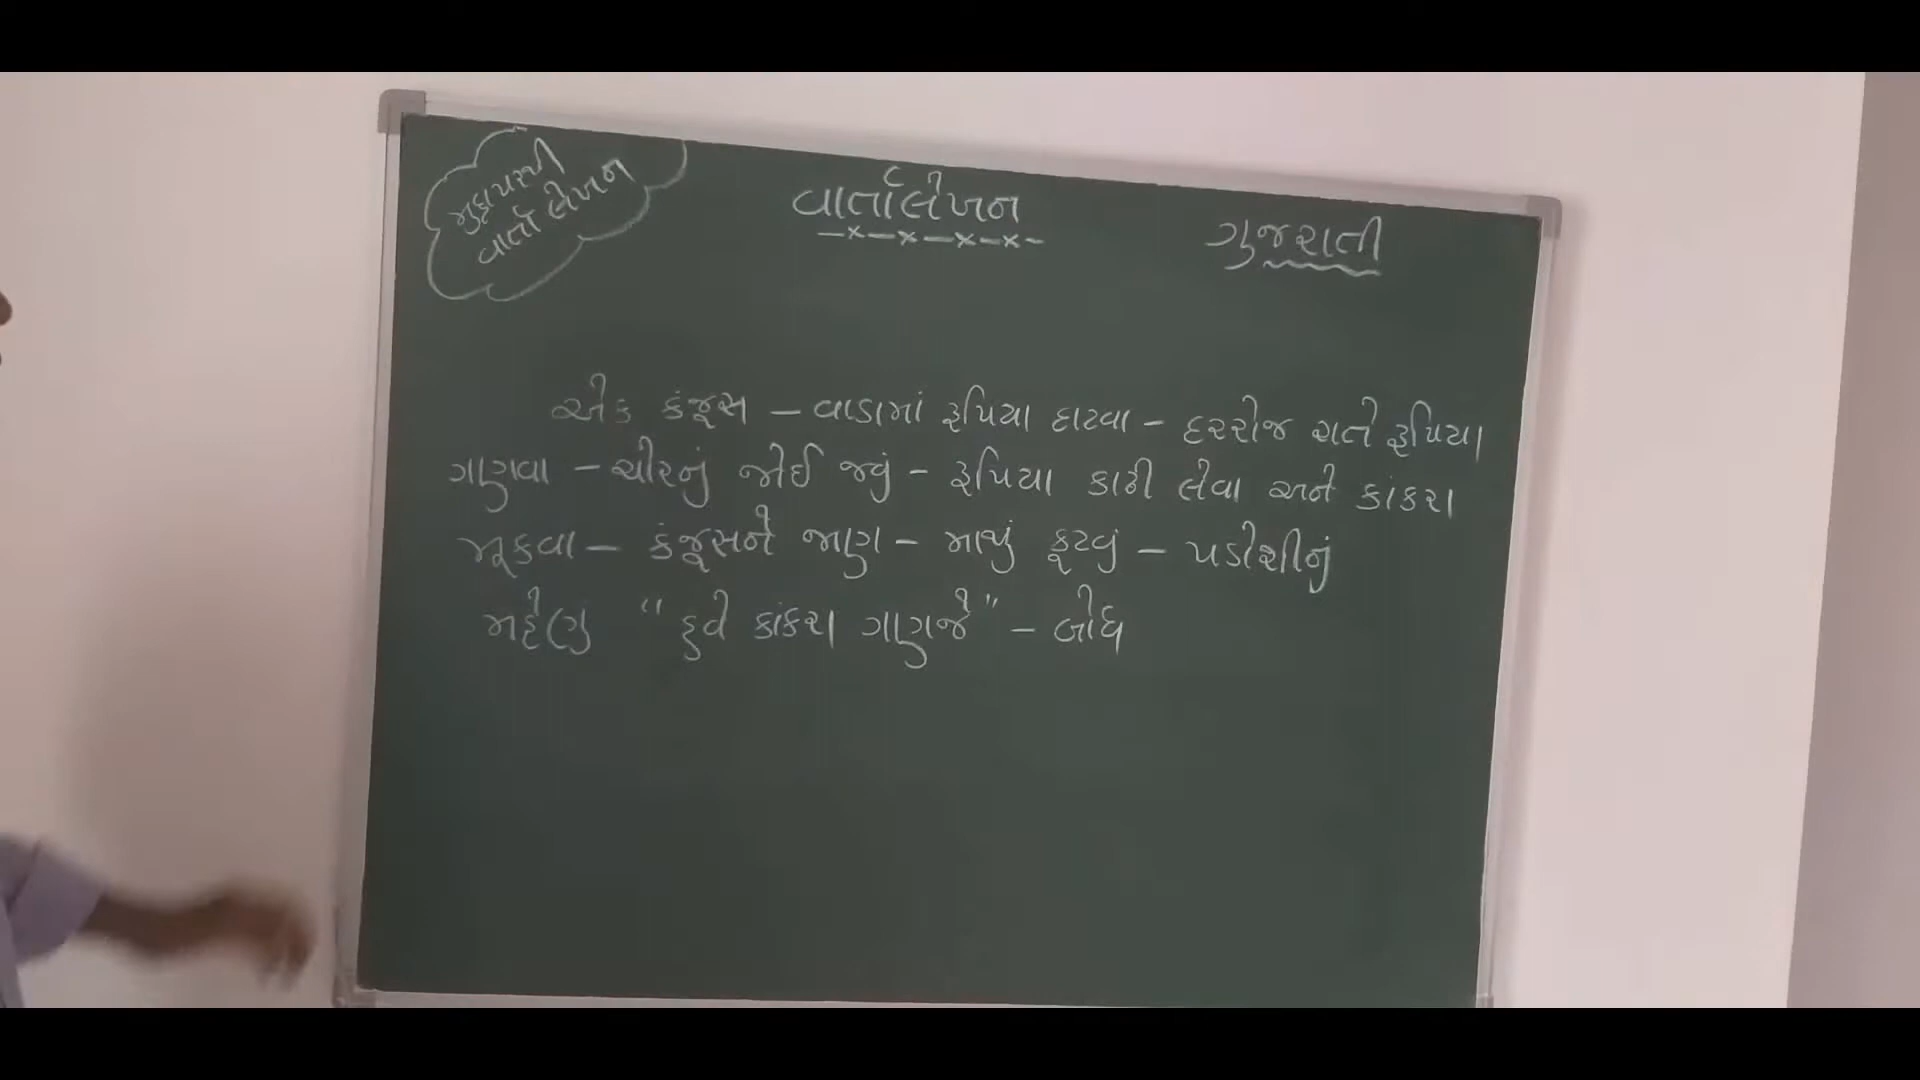 મુદ્દા પરથી
વાર્તા લેખન
વાર્તાલેખન
ગુજરાતી
એક કંજૂસ – વાડામાં રૂપિયા દાટવા – દરરોજ રાતે રૂપિયા
ગણવા – ચોરનું જોઈ જવું – રૂપિયા કાઢી લેવા અને કાંકરા
મૂકવા – કંજૂસને જાણ – માથું કૂટવું – પડોશીનું
મહેણું "હવે કાંકરા ગણજે" – બોધ